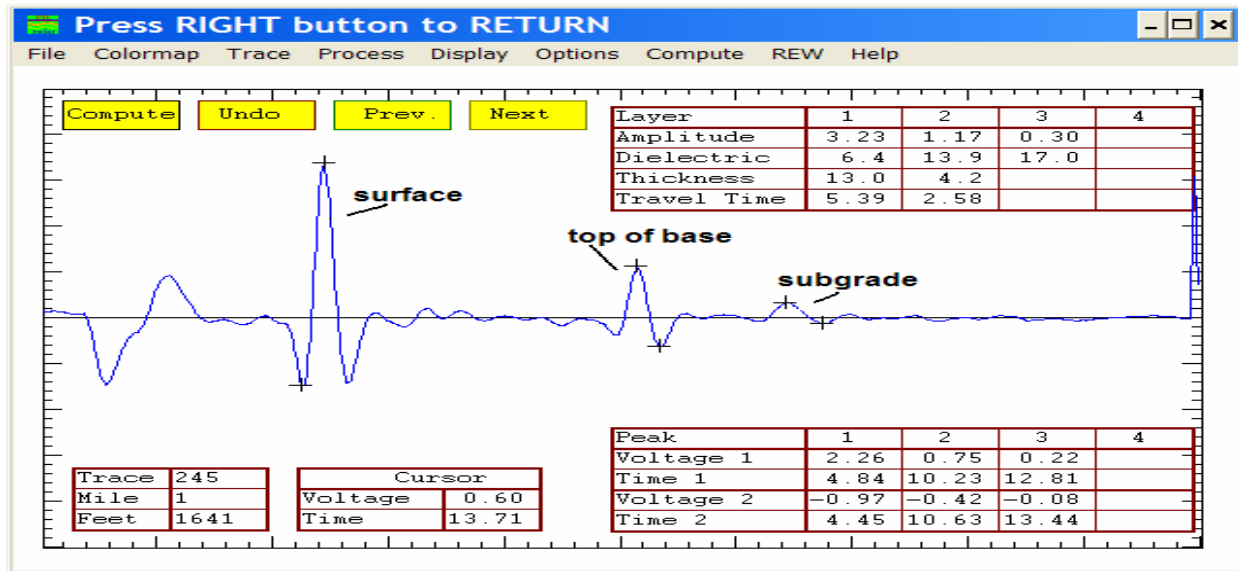 Press RIGHT button to RETURN
File Colormap Trace Process Display Options Compute REW Help
Compute Undo Prev. Next
Layer 1 2 3 4
Amplitude 3.23 1.17 0.30
Dielectric 6.4 13.9 17.0
Thickness 13.0 4.2
Travel Time 5.39 2.58
surface
top of base
subgrade
Peak 1 2 3 4
Voltage 1 2.26 0.75 0.22
Time 1 4.84 10.23 12.81
Voltage 2 -0.97 -0.42 -0.08
Time 2 4.45 10.63 13.44
Trace 245
Mile 1
Feet 1641
Cursor
Voltage 0.60
Time 13.71